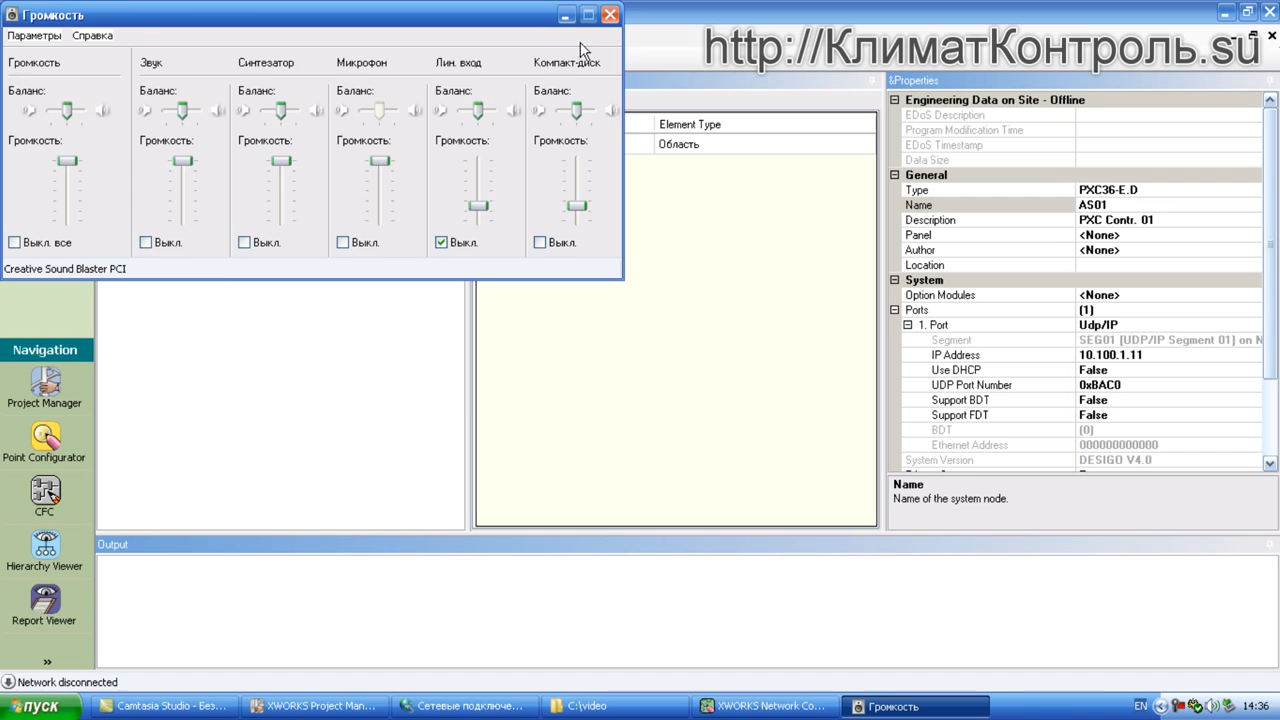 Громкость
Параметры Справка
http://КлиматКонтроль.su
Громкость Звук Синтезатор Микрофон Лин. вход Компакт-диск
Баланс: Баланс: Баланс: Баланс: Баланс: Баланс:
Громкость: Громкость: Громкость: Громкость: Громкость: Громкость:
Выкл. все Выкл. Выкл. Выкл. Выкл. Выкл.
Creative Sound Blaster PCI
Element Type
Область
&Properties
Engineering Data on Site - Offline
EDoS Description
Program Modification Time
EDoS Timestamp
Data Size
General
Type PXC36-E.D
Name AS01
Description PXC Contr. 01
Panel <None>
Author <None>
Location
System
Option Modules <None>
Ports (1)
1. Port Udp/IP
Segment SEG01 [UDP/IP Segment 01] on N
IP Address 10.100.1.11
Use DHCP False
UDP Port Number 0xBAC0
Support BDT False
Support FDT False
BDT (0)
Ethernet Address 000000000000
System Version DESIGO V4.0
Name
Name of the system node.
Navigation
Project Manager
Point Configurator
CFC
Hierarchy Viewer
Report Viewer
»
Output
Network disconnected
пуск Camtasia Studio - Без... XWORKS Project Man... Сетевые подключе... C:\video XWORKS Network Co... Громкость EN 14:36